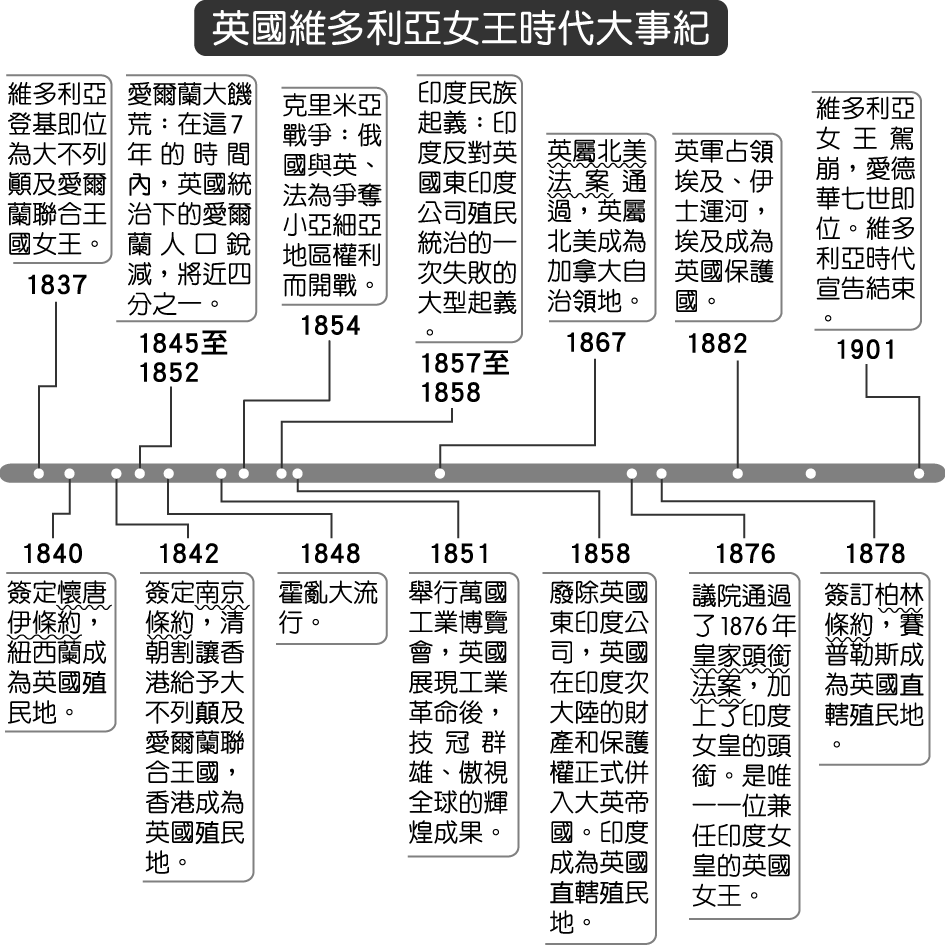 英國維多利亞女王時代大事紀
維多利亞
登基即位
為大不列
顚及愛爾
蘭聯合王
國女王。
1837
愛爾蘭大饑
荒：在這7
年的時間
內，英國統
治下的愛爾
蘭人口銳
減，將近四
分之一。
1845至
1852
克里米亞
戰爭：俄
國與英、
法為爭奪
小亞細亞
地區權利
而開戰。
1854
印度民族
起義：印
度反對英
國東印度
公司殖民
統治的一
次失敗的
大型起義
。
1857至
1858
英屬北美
法案通
過，英屬
北美成為
加拿大自
治領地。
1867
英軍占領
埃及、伊
士運河，
埃及成為
英國保護
國。
1882
維多利亞
女王駕
崩，愛德
華七世即
位。維多
利亞時代
宣告結束
。
1901
1840
簽定懷唐
伊條約，
紐西蘭成
為英國殖
民地。
1842
簽定南京
條約，清
朝割讓香
港給予大
不列顛及
愛爾蘭聯
合王國，
香港成為
英國殖民
地。
1848
霍亂大流
行。
1851
舉行萬國
工業博覽
會，英國
展現工業
革命後，
技冠群
雄、傲視
全球的輝
煌成果。
1858
廢除英國
東印度公
司，英國
在印度次
大陸的財
產和保護
權正式併
入大英帝
國。印度
成為英國
直轄殖民
地。
1876
議院通過
了1876年
皇家頭銜
法案，加
上了印度
女皇的頭
銜。是唯
一一位兼
任印度女
皇的英國
女王。
1878
簽訂柏林
條約，賽
普勒斯成
為英國直
轄殖民地
。